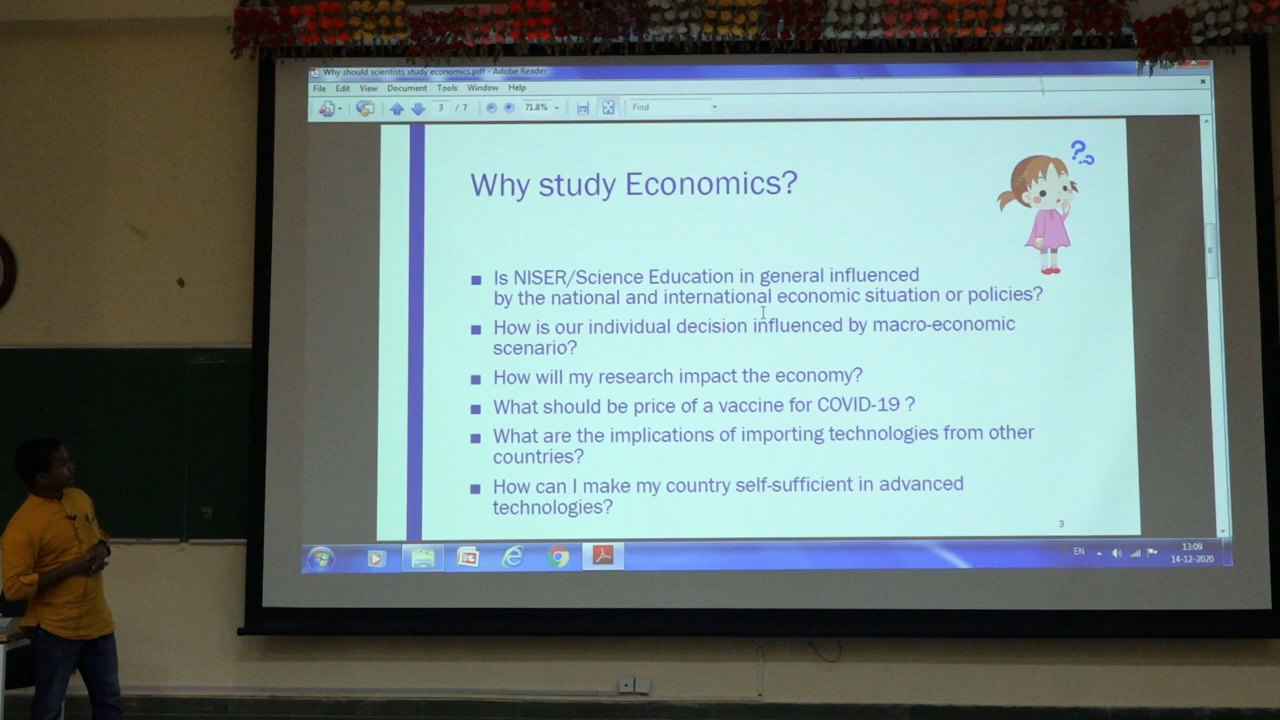 Why should scientists study economics.pdf - Adobe Reader
File Edit View Document Tools Window Help
3 / 7 71.8% Find
Why study Economics?
Is NISER/Science Education in general influenced
by the national and international economic situation or policies?
How is our individual decision influenced by macro-economic
scenario?
How will my research impact the economy?
What should be price of a vaccine for COVID-19 ?
What are the implications of importing technologies from other
countries?
How can I make my country self-sufficient in advanced
technologies?
3
EN 13:09
14-12-2020